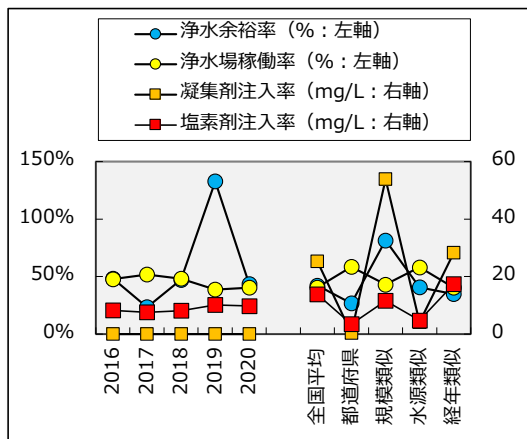 浄水余裕率（%：左軸）
浄水場稼働率（%：左軸）
凝集剤注入率（mg/L：右軸）
塩素剤注入率（mg/L：右軸）
150%
100%
50%
0%
60
40
20
0
2016
2017
2018
2019
2020
全国平均
都道府県
規模類似
水源類似
経年類似